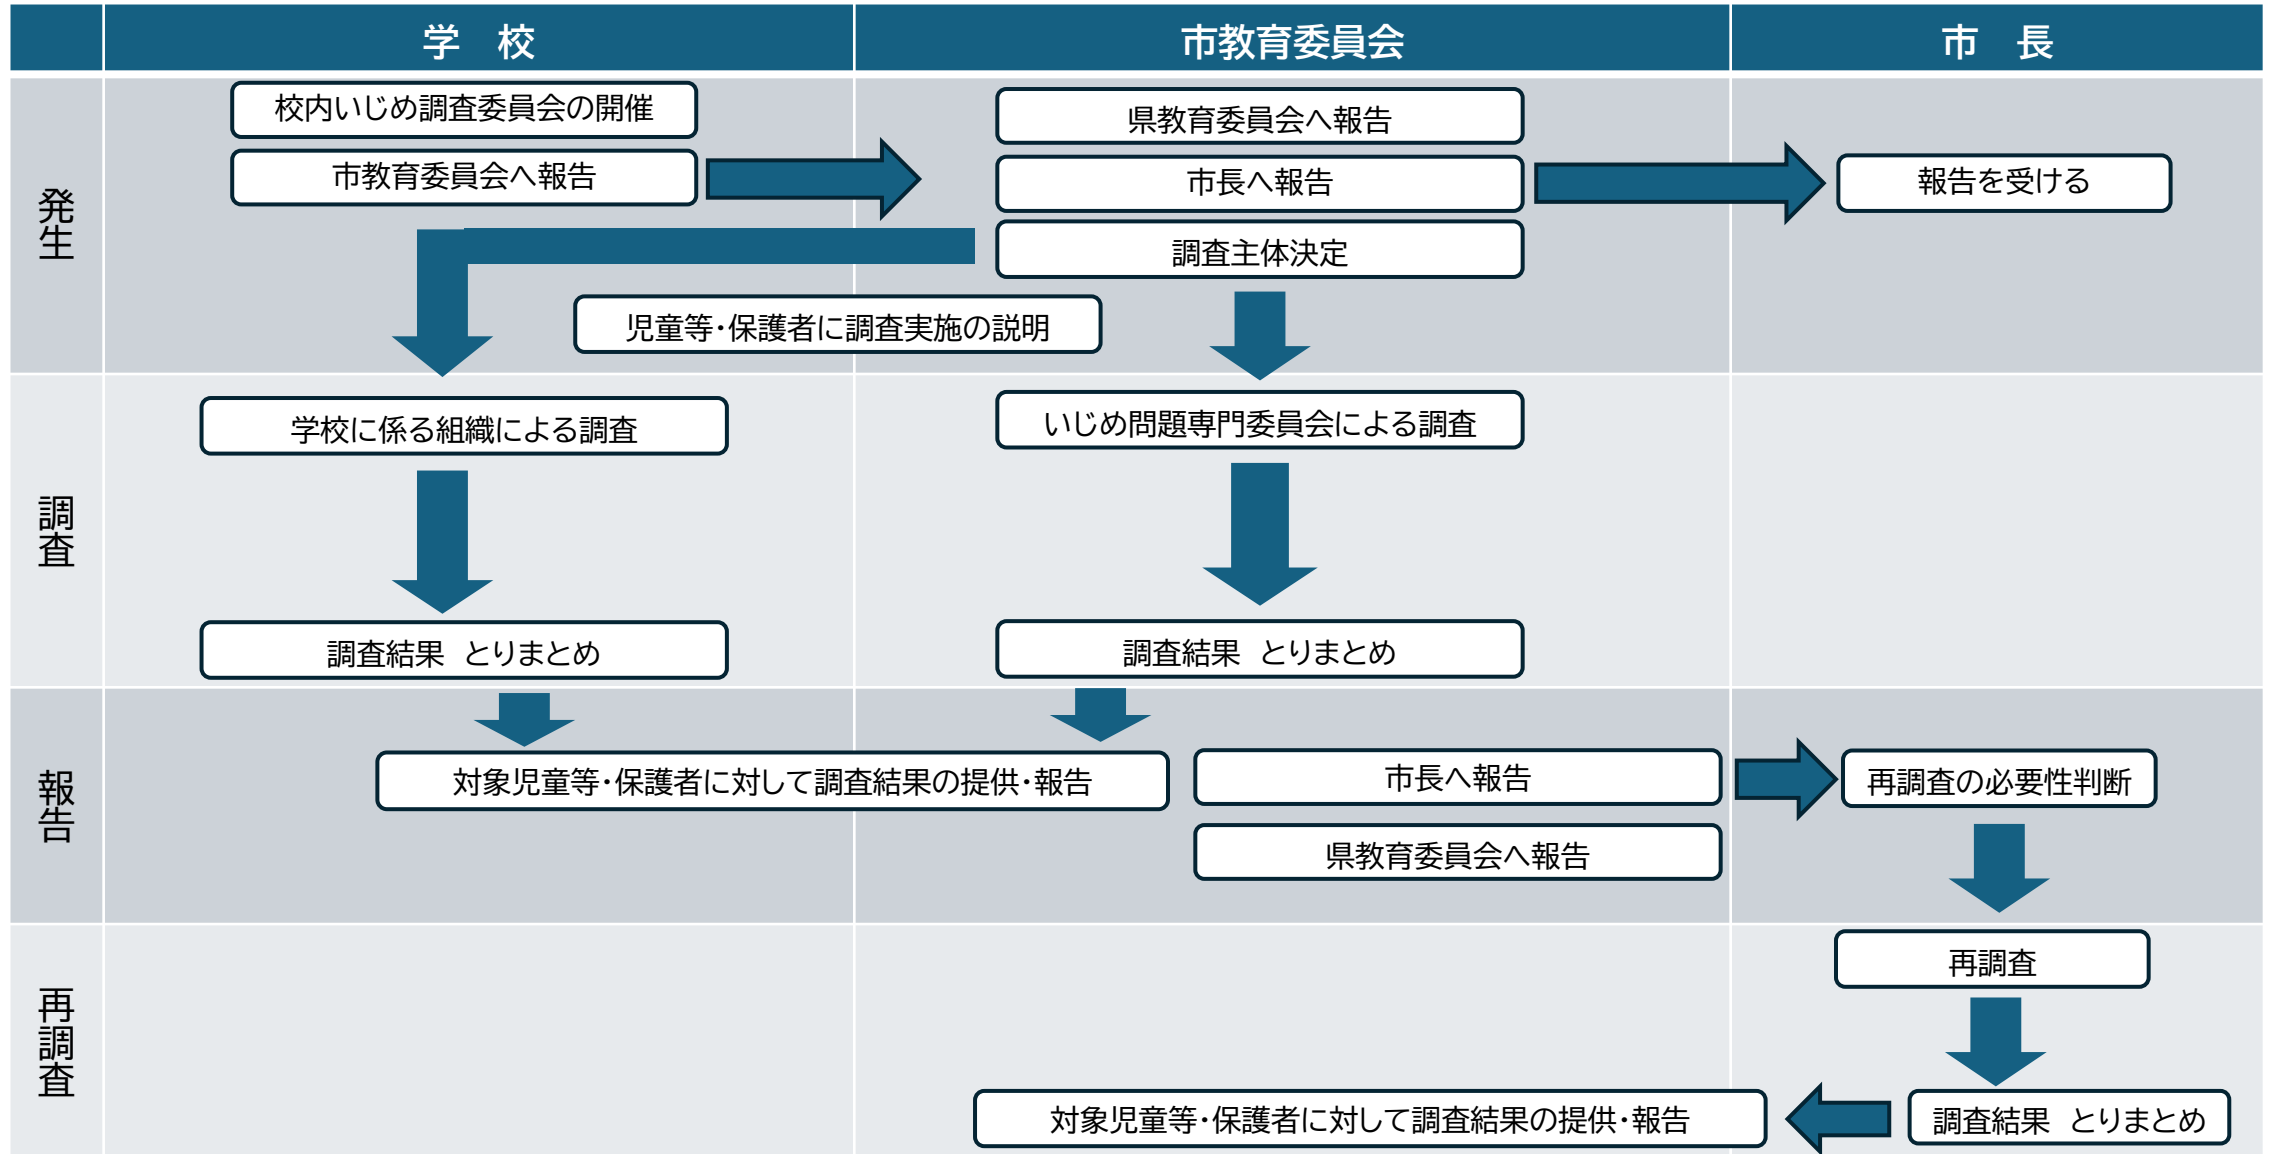 学　校
市教育委員会
市　長
発生
校内いじめ調査委員会の開催
市教育委員会へ報告
県教育委員会へ報告
市長へ報告
調査主体決定
報告を受ける
児童等・保護者に調査実施の説明
調査
学校に係る組織による調査
いじめ問題専門委員会による調査
調査結果　とりまとめ
調査結果　とりまとめ
報告
対象児童等・保護者に対して調査結果の提供・報告
市長へ報告
県教育委員会へ報告
再調査の必要性判断
再調査
再調査
調査結果　とりまとめ
対象児童等・保護者に対して調査結果の提供・報告